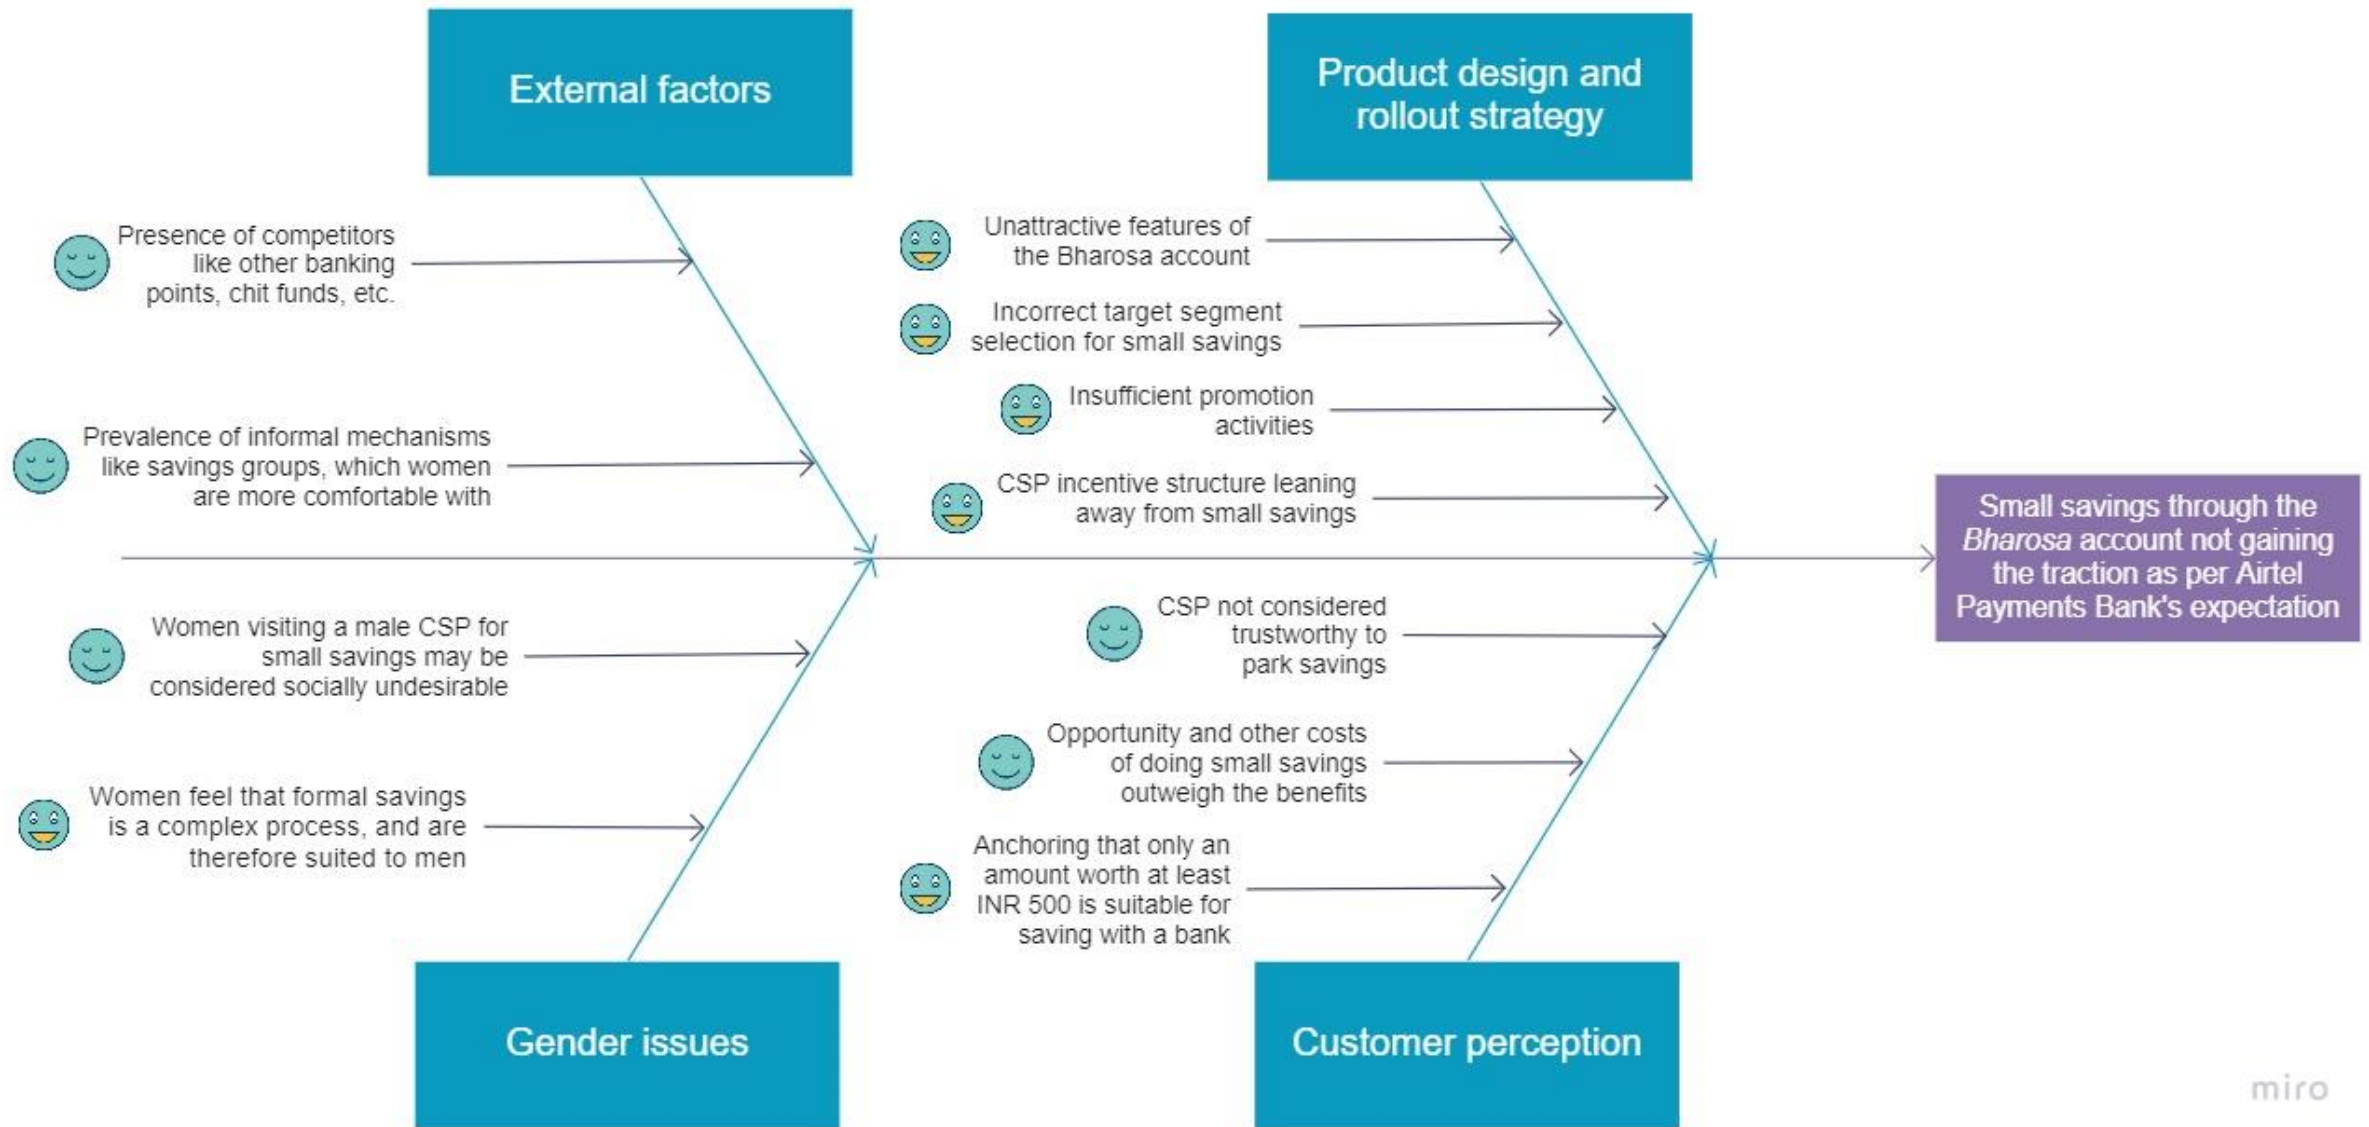 External factors
Product design and
rollout strategy
Presence of competitors
like other banking
points, chit funds, etc.
Prevalence of informal mechanisms
like savings groups, which women
are more comfortable with
Unattractive features of
the Bharosa account
Incorrect target segment
selection for small savings
Insufficient promotion
activities
CSP incentive structure leaning
away from small savings
Small savings through the
Bharosa account not gaining
the traction as per Airtel
Payments Bank's expectation
Women visiting a male CSP for
small savings may be
considered socially undesirable
Women feel that formal savings
is a complex process, and are
therefore suited to men
CSP not considered
trustworthy to
park savings
Opportunity and other costs
of doing small savings
outweigh the benefits
Anchoring that only an
amount worth at least
INR 500 is suitable for
saving with a bank
Gender issues
Customer perception
miro